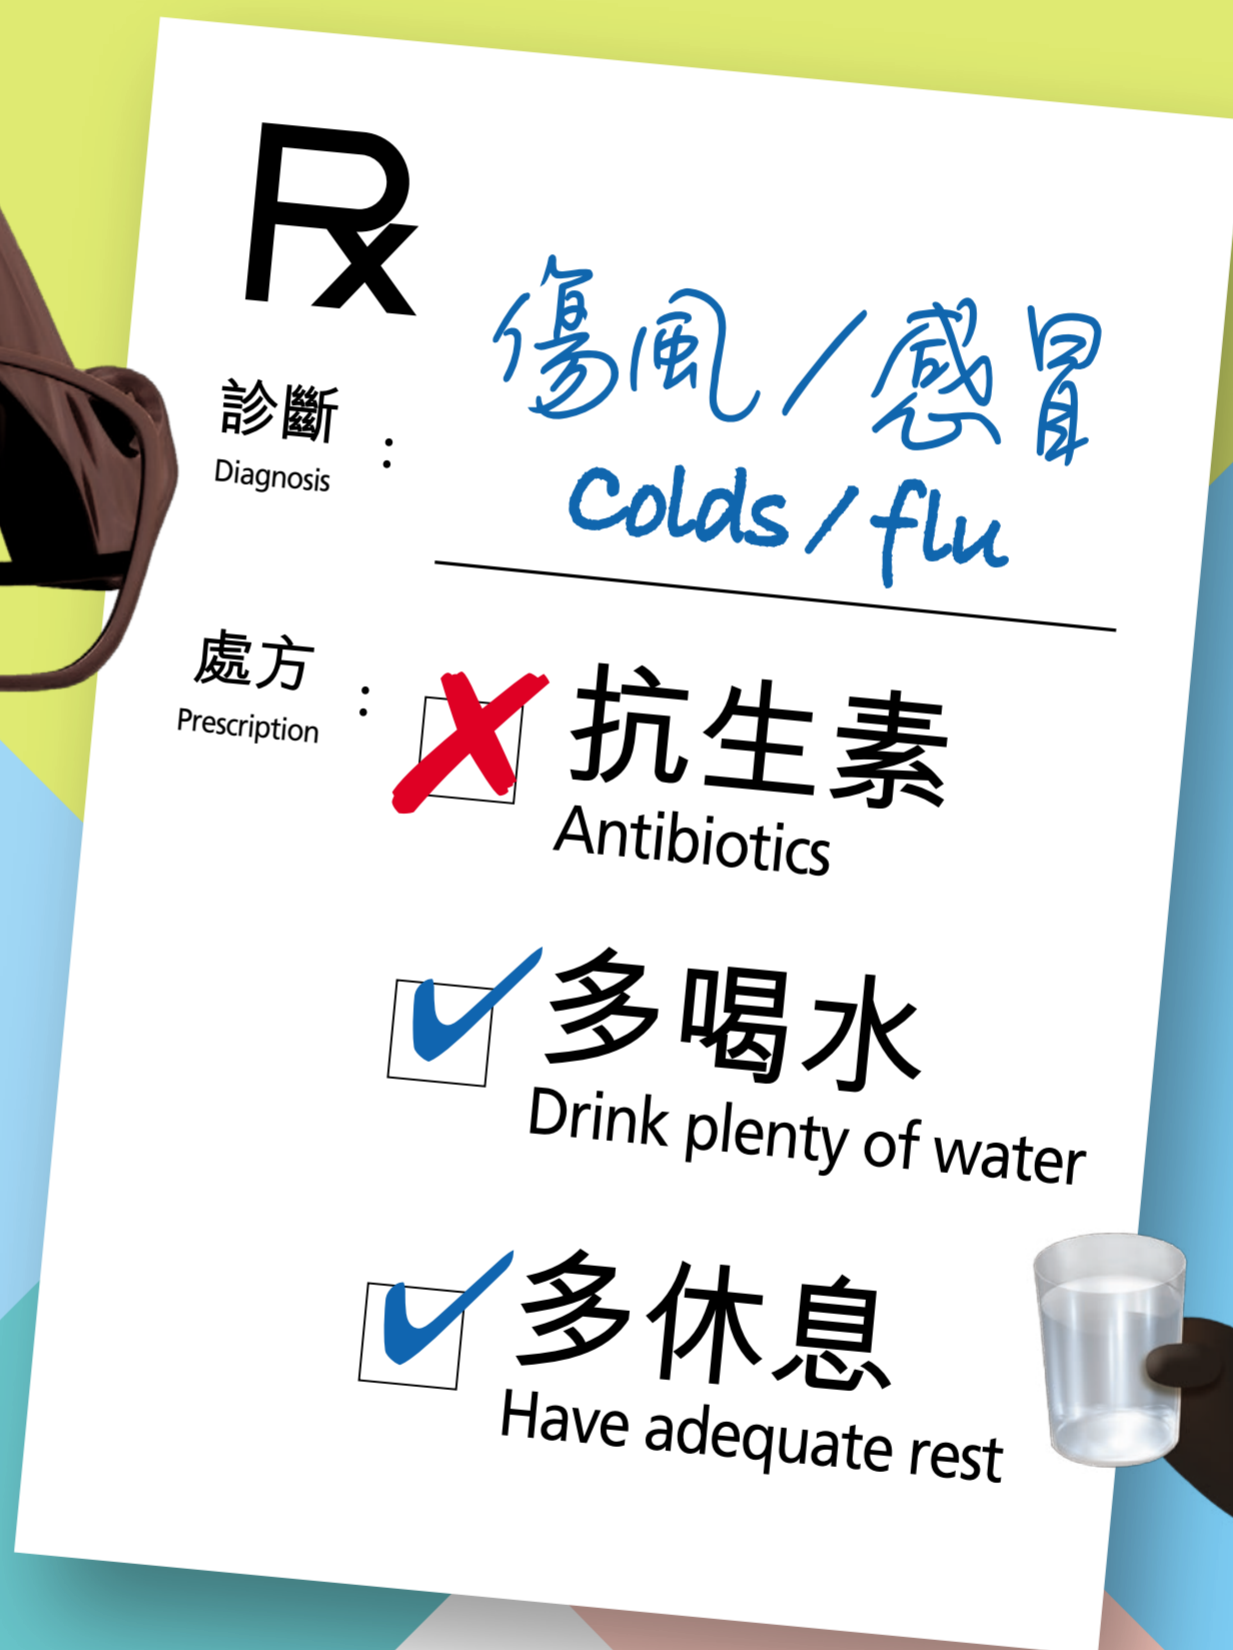 Rx
傷風/感冒
診斷：
Diagnosis
colds/flu
處方：
Prescription
抗生素
Antibiotics
多喝水
Drink plenty of water
多休息
Have adequate rest